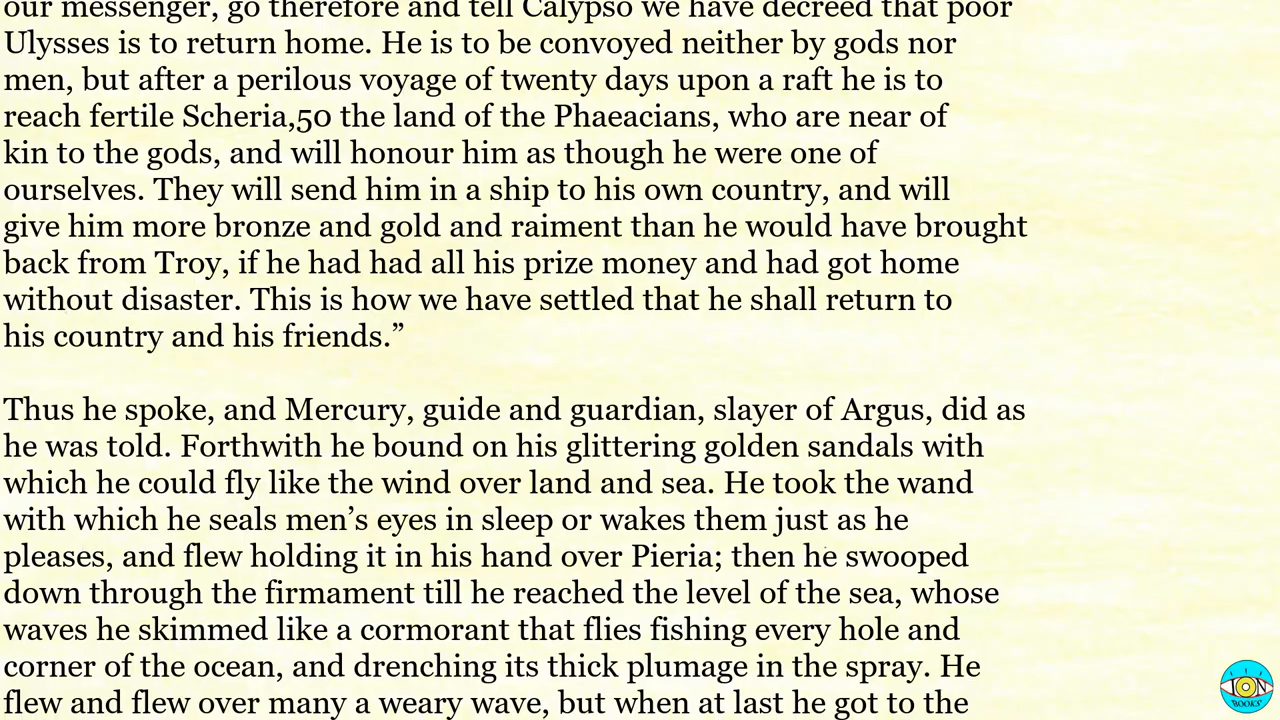 our messenger, go therefore and tell Calypso we have decreed that poor
Ulysses is to return home. He is to be convoyed neither by gods nor
men, but after a perilous voyage of twenty days upon a raft he is to
reach fertile Scheria,50 the land of the Phaeacians, who are near of
kin to the gods, and will honour him as though he were one of
ourselves. They will send him in a ship to his own country, and will
give him more bronze and gold and raiment than he would have brought
back from Troy, if he had had all his prize money and had got home
without disaster. This is how we have settled that he shall return to
his country and his friends.”
Thus he spoke, and Mercury, guide and guardian, slayer of Argus, did as
he was told. Forthwith he bound on his glittering golden sandals with
which he could fly like the wind over land and sea. He took the wand
with which he seals men’s eyes in sleep or wakes them just as he
pleases, and flew holding it in his hand over Pieria; then he swooped
down through the firmament till he reached the level of the sea, whose
waves he skimmed like a cormorant that flies fishing every hole and
corner of the ocean, and drenching its thick plumage in the spray. He
flew and flew over many a weary wave, but when at last he got to the
ION
BOOKS